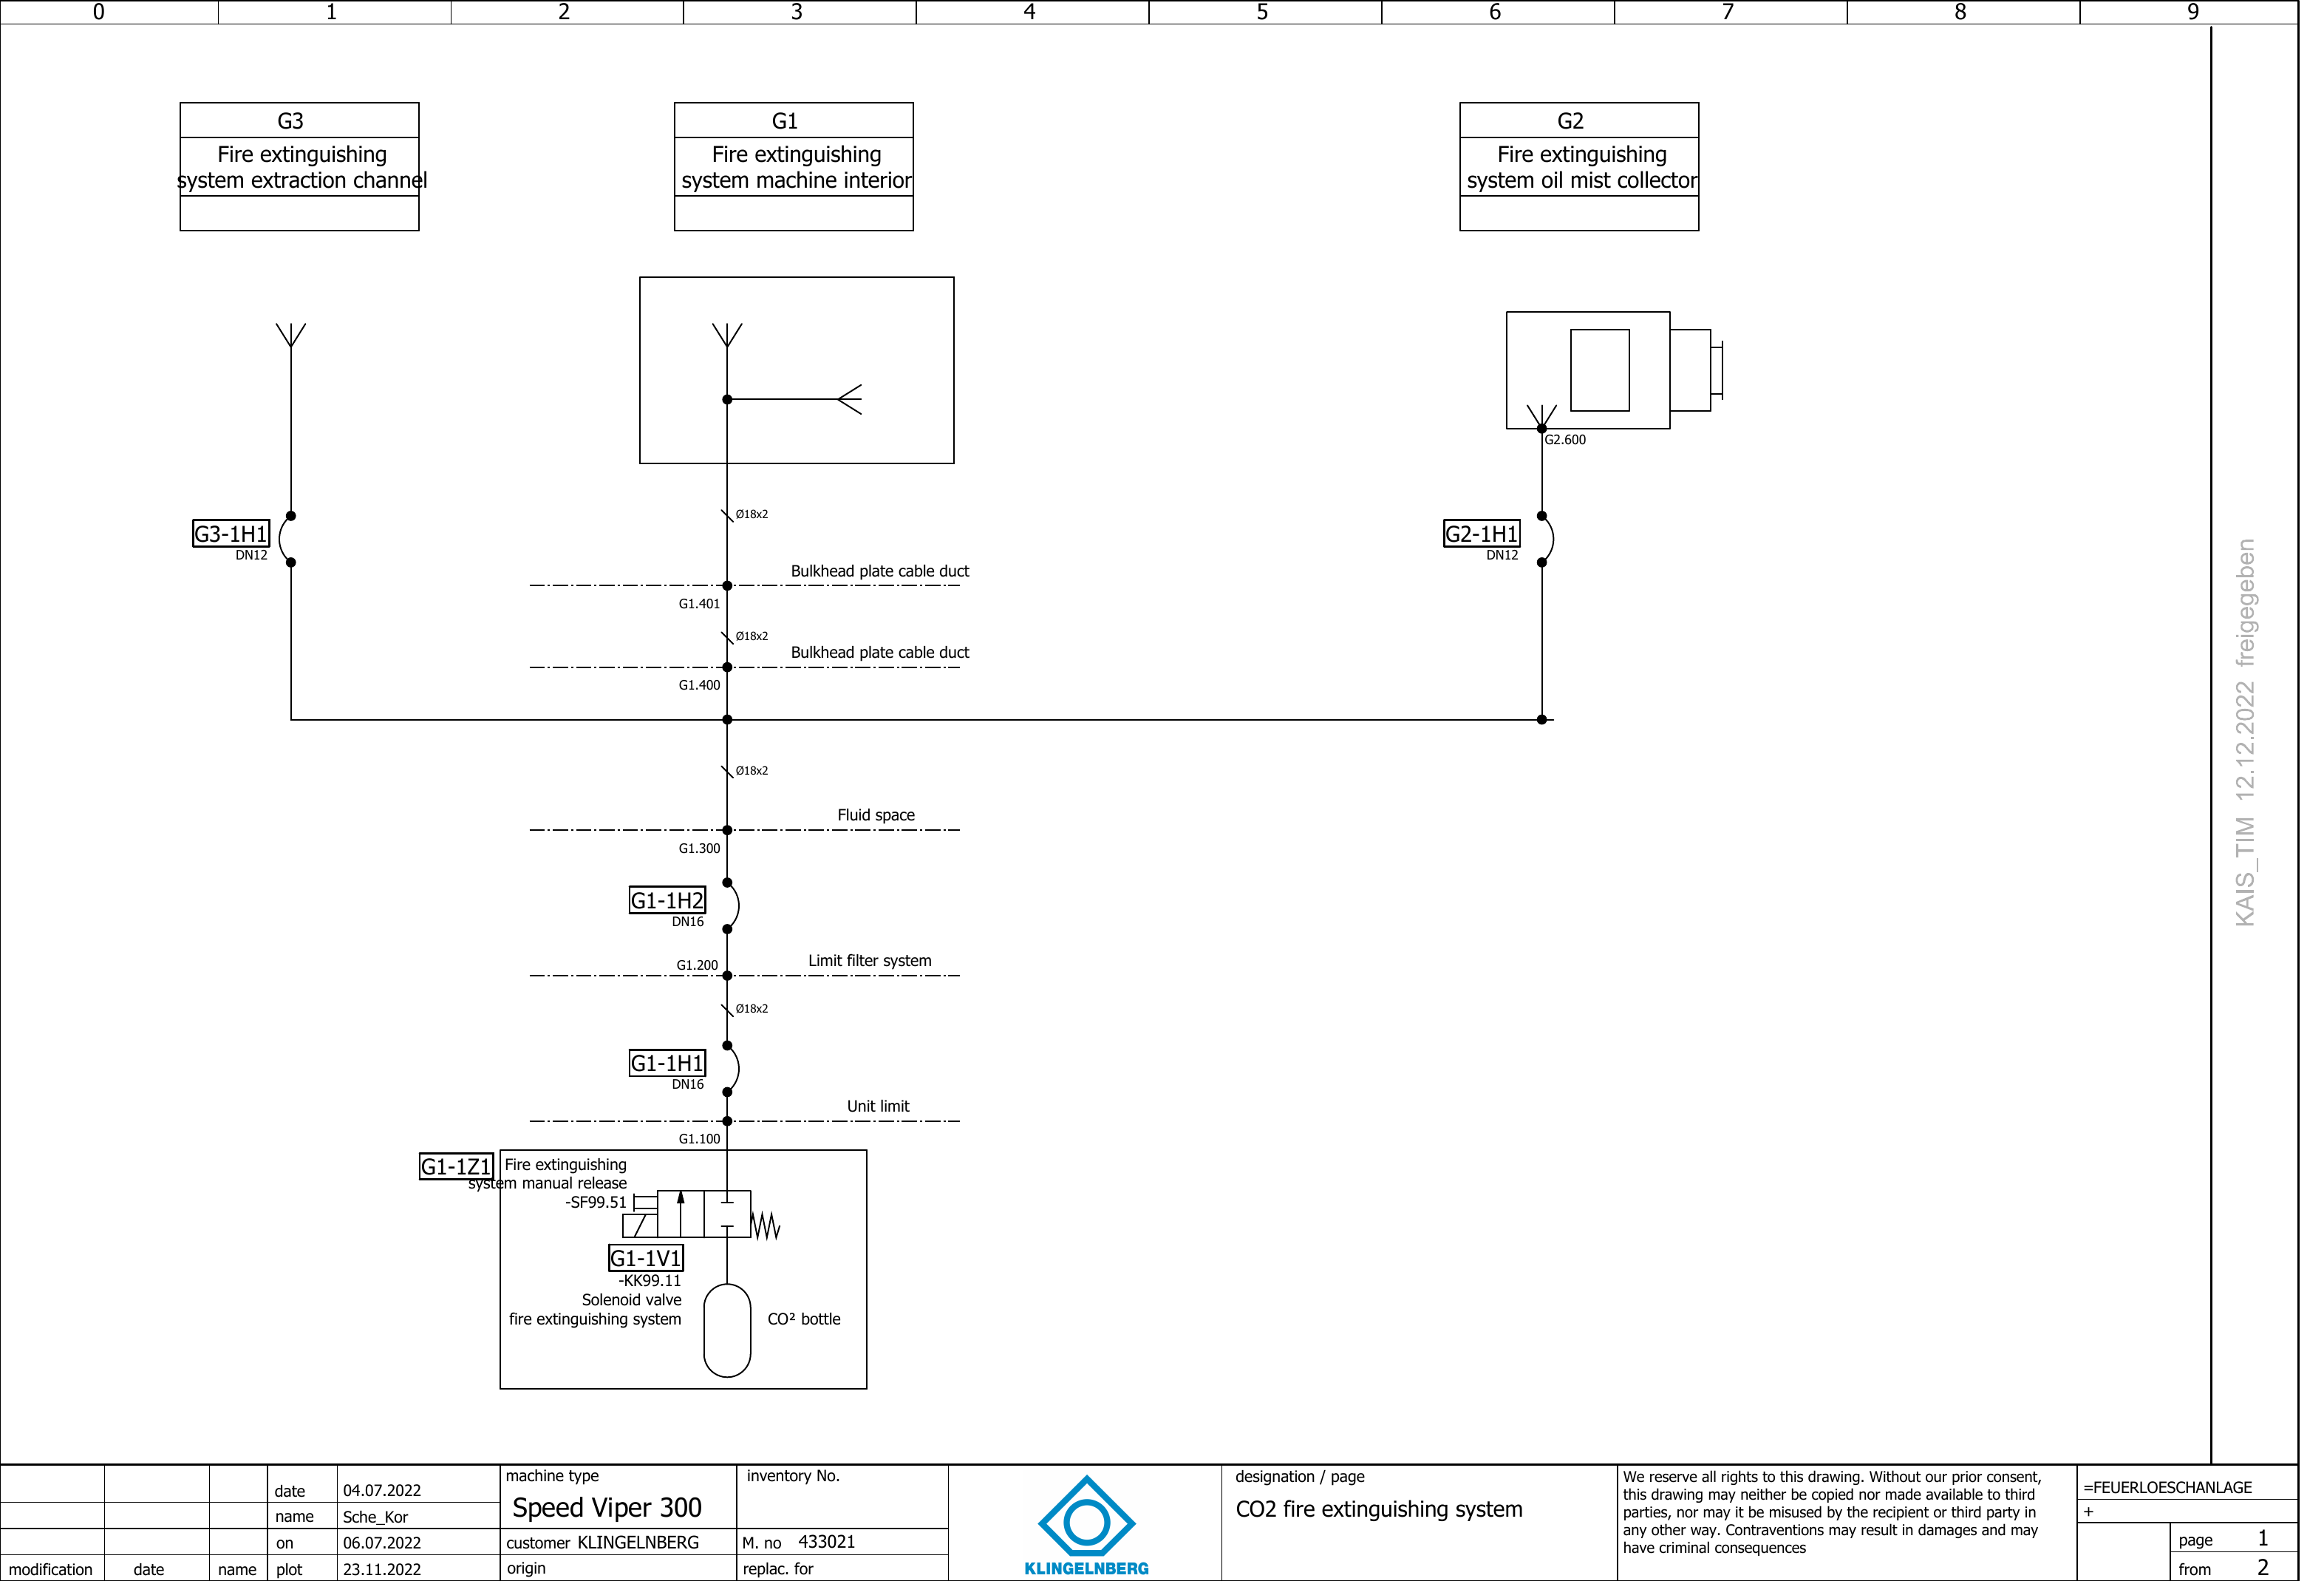 0 1 2 3 4 5 6 7 8 9
G3
Fire extinguishing
system extraction channel
G1
Fire extinguishing
system machine interior
G2
Fire extinguishing
system oil mist collector
G2.600
G3-1H1
DN12
Ø18x2
G2-1H1
DN12
Bulkhead plate cable duct
G1.401
Ø18x2
Bulkhead plate cable duct
G1.400
Ø18x2
Fluid space
G1.300
G1-1H2
DN16
G1.200
Limit filter system
Ø18x2
G1-1H1
DN16
Unit limit
G1.100
G1-1Z1
Fire extinguishing
system manual release
-SF99.51
G1-1V1
-KK99.11
Solenoid valve
fire extinguishing system
CO² bottle
KAIS_TIM 12.12.2022 freigegeben
modification date name
date 04.07.2022
name Sche_Kor
on 06.07.2022
plot 23.11.2022
machine type
Speed Viper 300
customer KLINGELNBERG
origin
inventory No.
M. no 433021
replac. for
KLINGELNBERG
designation / page
CO2 fire extinguishing system
We reserve all rights to this drawing. Without our prior consent,
this drawing may neither be copied nor made available to third
parties, nor may it be misused by the recipient or third party in
any other way. Contraventions may result in damages and may
have criminal consequences
=FEUERLOESCHANLAGE
+
page 1
from 2